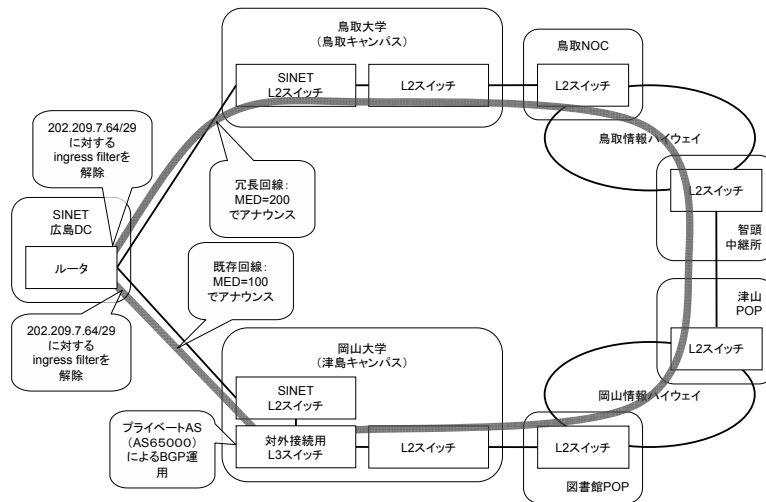 鳥取大学
（鳥取キャンパス）
SINET
L2スイッチ
L2スイッチ
鳥取NOC
L2スイッチ
鳥取情報ハイウェイ
202.209.7.64/29
に対する
ingress filterを
解除
冗長回線：
MED=200
でアナウンス
L2スイッチ
智頭
中継所
SINET
広島DC
ルータ
既存回線：
MED=100
でアナウンス
津山
POP
L2スイッチ
202.209.7.64/29
に対する
ingress filterを
解除
岡山大学
（津島キャンパス）
SINET
L2スイッチ
岡山情報ハイウェイ
プライベートAS
（AS65000）
によるBGP運
用
対外接続用
L3スイッチ
L2スイッチ
L2スイッチ
図書館POP